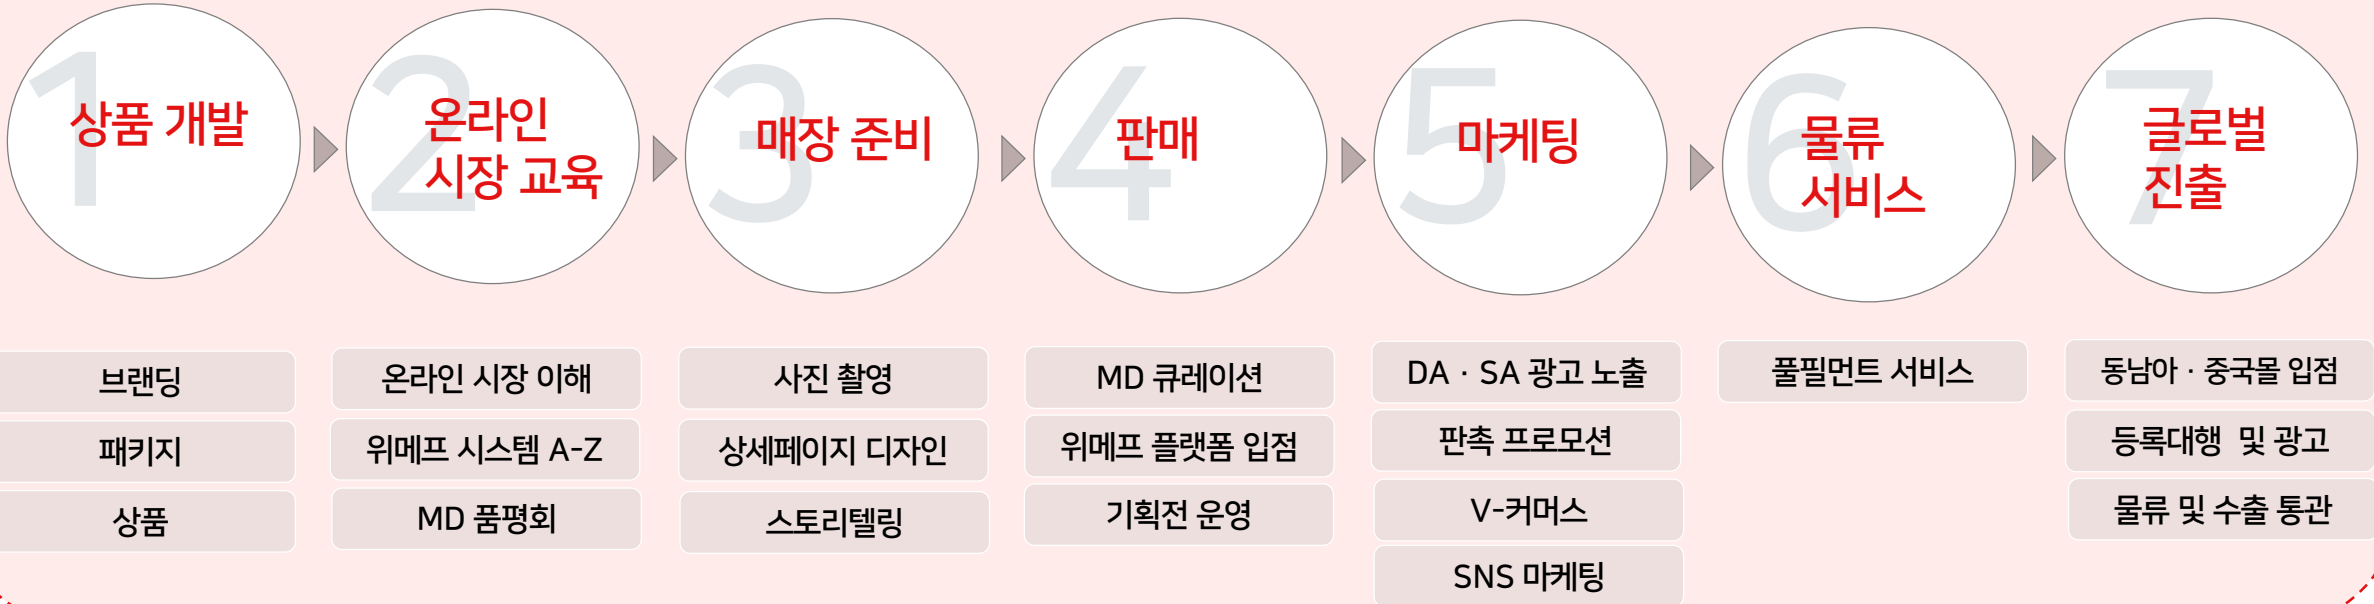 1
상품 개발
2
온라인
시장 교육
3
매장 준비
4
판매
5
마케팅
6
물류
서비스
7
글로벌
진출
브랜딩
패키지
상품
온라인 시장 이해
위메프 시스템 A-Z
MD 품평회
사진 촬영
상세페이지 디자인
스토리텔링
MD 큐레이션
위메프 플랫폼 입점
기획전 운영
DA · SA 광고 노출
판촉 프로모션
V-커머스
SNS 마케팅
풀필먼트 서비스
동남아 · 중국몰 입점
등록대행 및 광고
물류 및 수출 통관